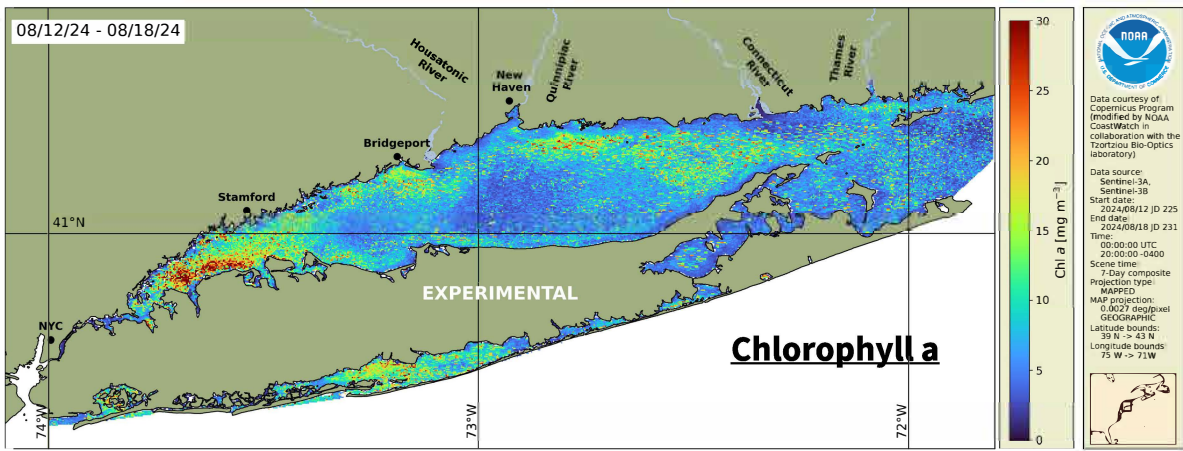 08/12/24 - 08/18/24
Housatonic
River
New
Haven
Quinnipiac
River
Connecticut
River
Thames
River
Bridgeport
Stamford
41°N
NYC
EXPERIMENTAL
Chlorophyll a
74°W
73°W
72°W
30
25
20
15
10
5
0
Chl a [mg m⁻³]
NOAA
Data courtesy of
Copernicus Program
(modified by NOAA
CoastWatch in
collaboration with the
Tzortziou Bio-Optics
laboratory)
Data source:
Sentinel-3A,
Sentinel-3B
Start date:
2024/08/12 JD 225
End date
2024/08/18 JD 231
Time:
00:00:00 UTC
20:00:00 -0400
Scene time:
7-Day composite
Projection type:
MAPPED
MAP projection:
0.0027 deg/pixel
GEOGRAPHIC
Latitude bounds:
39 N -> 43 N
Longitude bounds:
75 W -> 71W